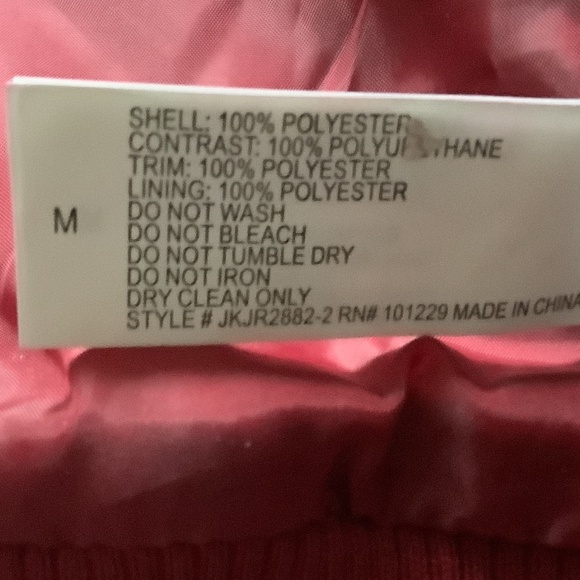 M
SHELL: 100% POLYESTER
CONTRAST: 100%
TRIM: 100% POLYESTER
LINING: 100% POLYESTER
DO NOT WASH
DO NOT BLEACH
DO NOT TUMBLE DRY
DO NOT IRON
DRY CLEAN ONLY
STYLE # JKJR2882-2 RN# 101229 MADE IN CHINA